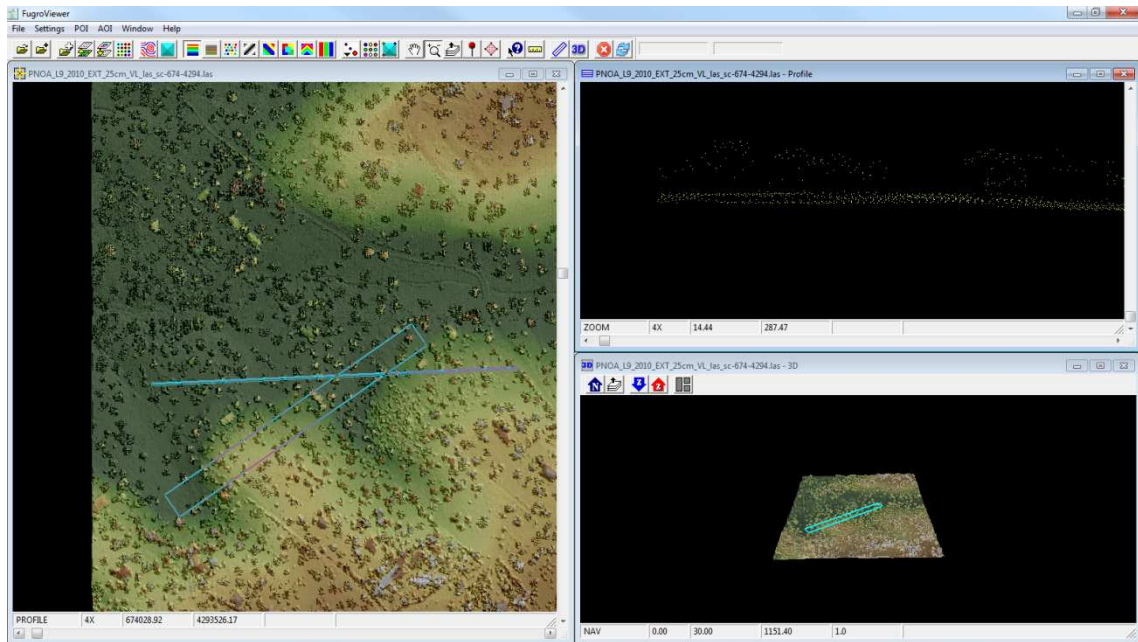 FugroViewer
File Settings POI AOI Window Help
3D
PNOA_L9_2010_EXT_25cm_VL_las_sc-674-4294.las
PROFILE 4X 674028.92 4293526.17
PNOA_L9_2010_EXT_25cm_VL_las_sc-674-4294.las - Profile
ZOOM 4X 14.44 287.47
3D PNOA_L9_2010_EXT_25cm_VL_las_sc-674-4294.las - 3D
N Z Z
NAV 0.00 30.00 1151.40 1.0